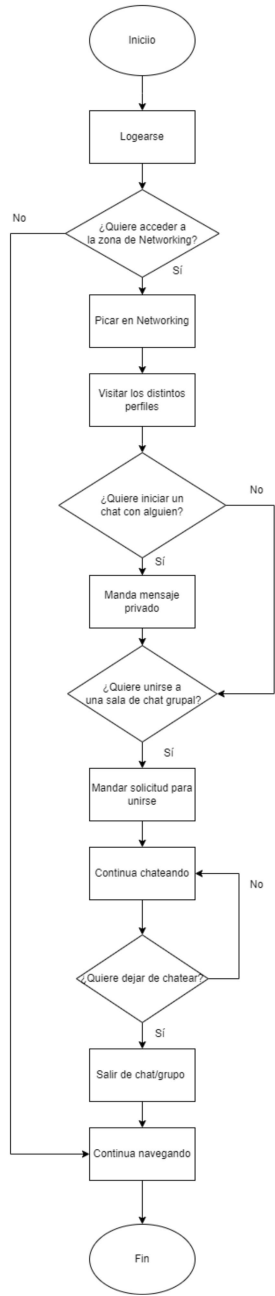 Iniciio
Logearse
¿Quiere acceder a
la zona de Networking?
No
Sí
Picar en Networking
Visitar los distintos
perfiles
¿Quiere iniciar un
chat con alguien?
No
Sí
Manda mensaje
privado
¿Quiere unirse a
una sala de chat grupal?
Sí
Mandar solicitud para
unirse
Continua chateando
No
¿Quiere dejar de chatear?
Sí
Salir de chat/grupo
Continua navegando
Fin